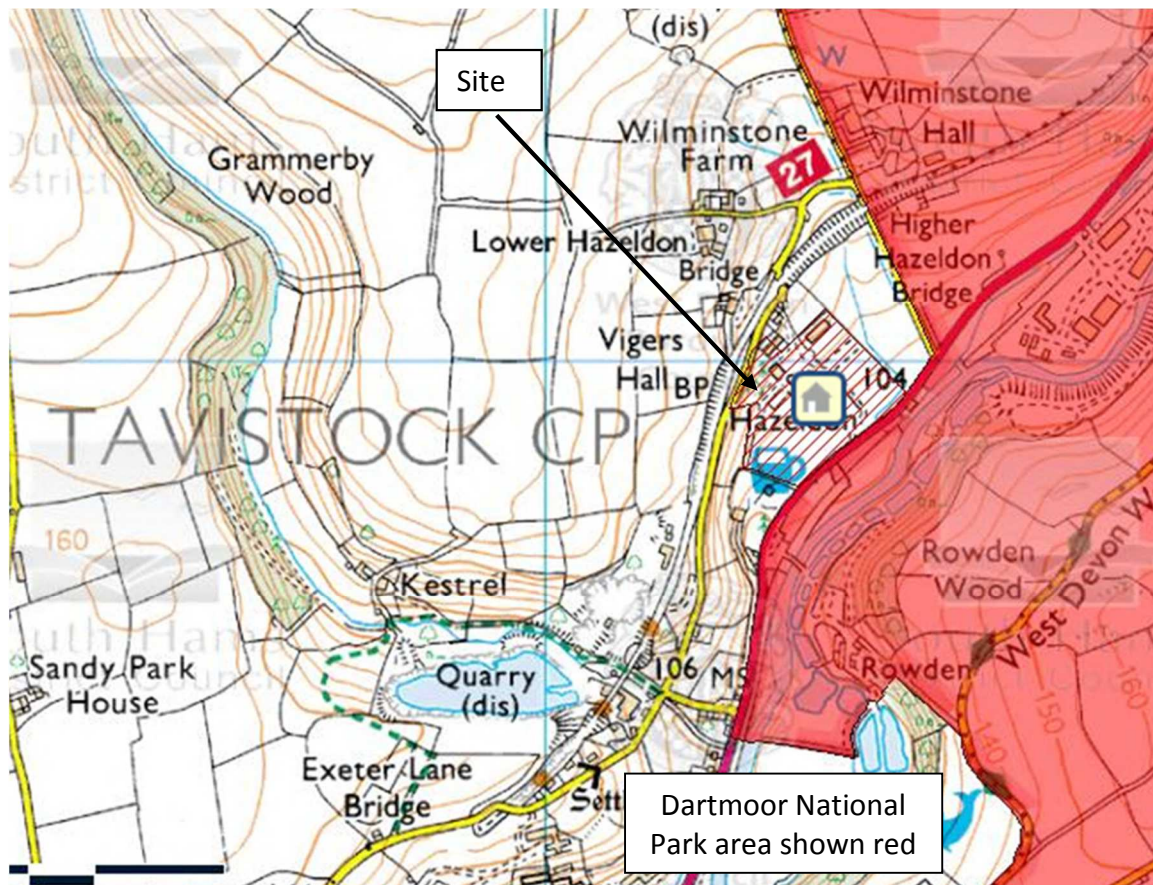 (dis)
W
Site
Wilminstone
Hall
Wilminstone
Farm
27
Grammerby
Wood
Lower Hazeldon
Higher
Hazeldon
Bridge
Bridge
Vigers
Hall
BP
104
Hazeldon
TAVISTOCK CP
160
Kestrel
Rowden
Wood
West Devon W
Sandy Park
House
Quarry
(dis)
106
MS
Rowden
160
150
140
Exeter Lane
Bridge
Sett
Dartmoor National
Park area shown red